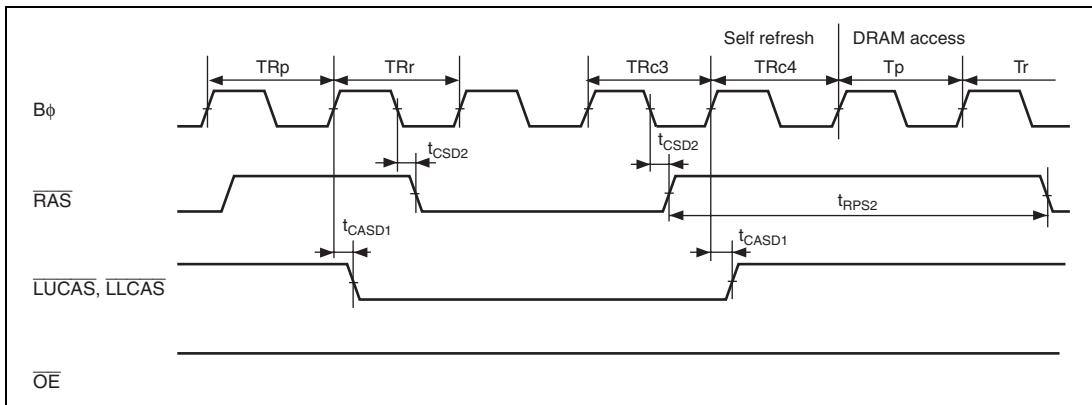 Self refresh DRAM access
TRp TRr TRc3 TRc4 Tp Tr
Bϕ
tCSD2 tCSD2
RAS
tRPS2
tCASD1 tCASD1
LUCAS, LLCAS
OE